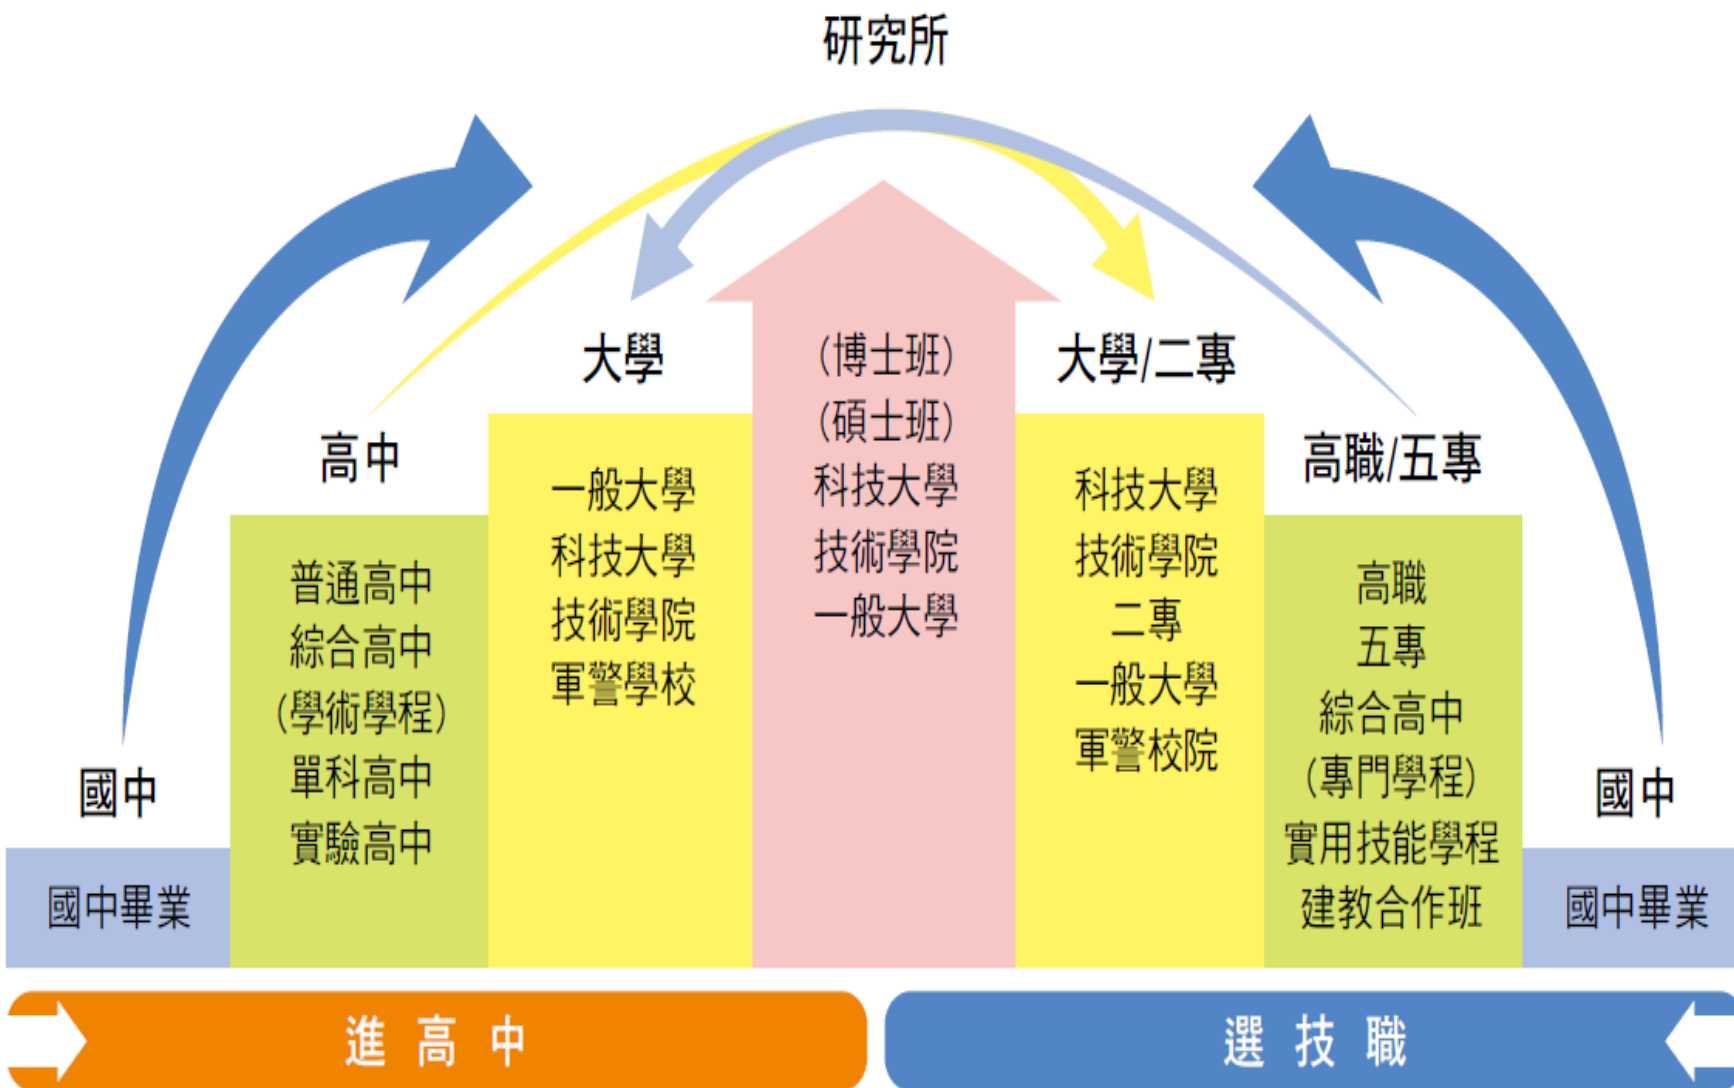 研究所
國中
國中畢業
高中
普通高中
綜合高中
(學術學程)
單科高中
實驗高中
大學
一般大學
科技大學
技術學院
軍警學校
(博士班)
(碩士班)
科技大學
技術學院
一般大學
大學/二專
科技大學
技術學院
二專
一般大學
軍警校院
高職/五專
高職
五專
綜合高中
(專門學程)
實用技能學程
建教合作班
國中
國中畢業
進高中
選技職